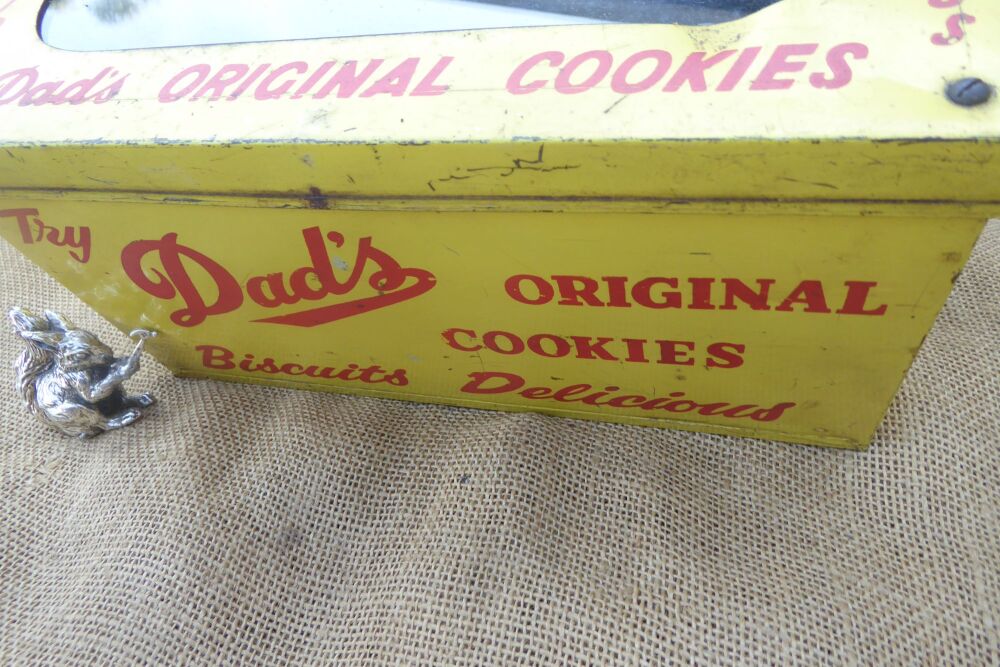 Dad's ORIGINAL COOKIES
Try Dad's ORIGINAL
COOKIES
Biscuits Delicious